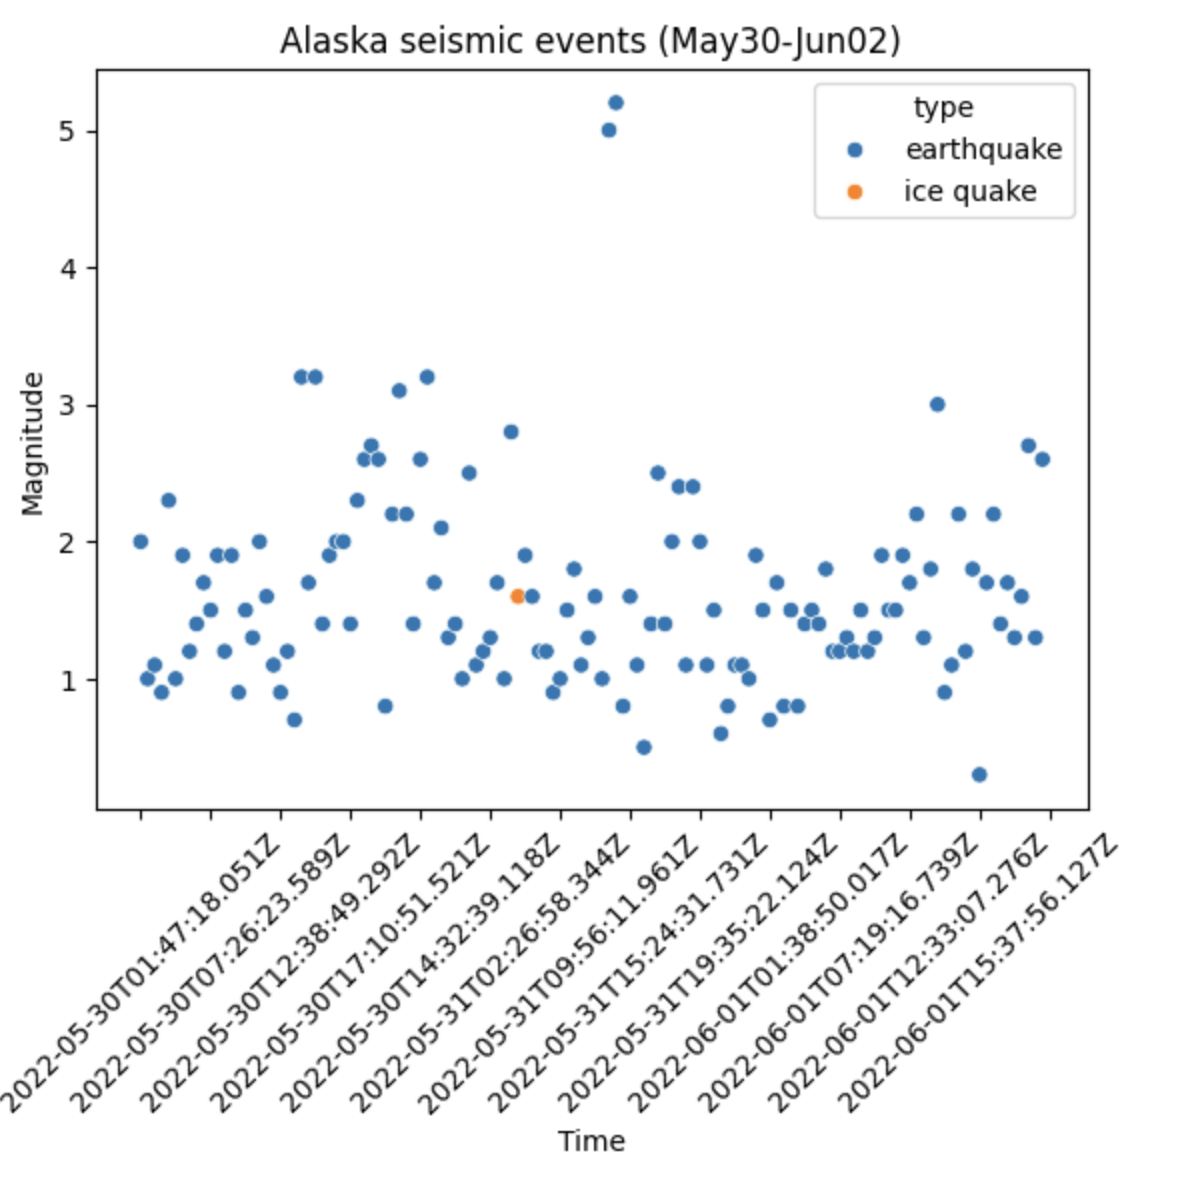 Alaska seismic events (May30-Jun02)
type
earthquake
ice quake
5
4
3
2
1
Magnitude
2022-05-30T01:47:18.051Z
2022-05-30T07:26:23.589Z
2022-05-30T12:38:49.292Z
2022-05-30T17:10:51.521Z
2022-05-30T14:32:39.118Z
2022-05-31T02:26:58.344Z
2022-05-31T09:56:11.961Z
2022-05-31T15:24:31.731Z
2022-05-31T19:35:22.124Z
2022-06-01T01:38:50.017Z
2022-06-01T07:19:16.739Z
2022-06-01T12:33:07.276Z
2022-06-01T15:37:56.127Z
Time